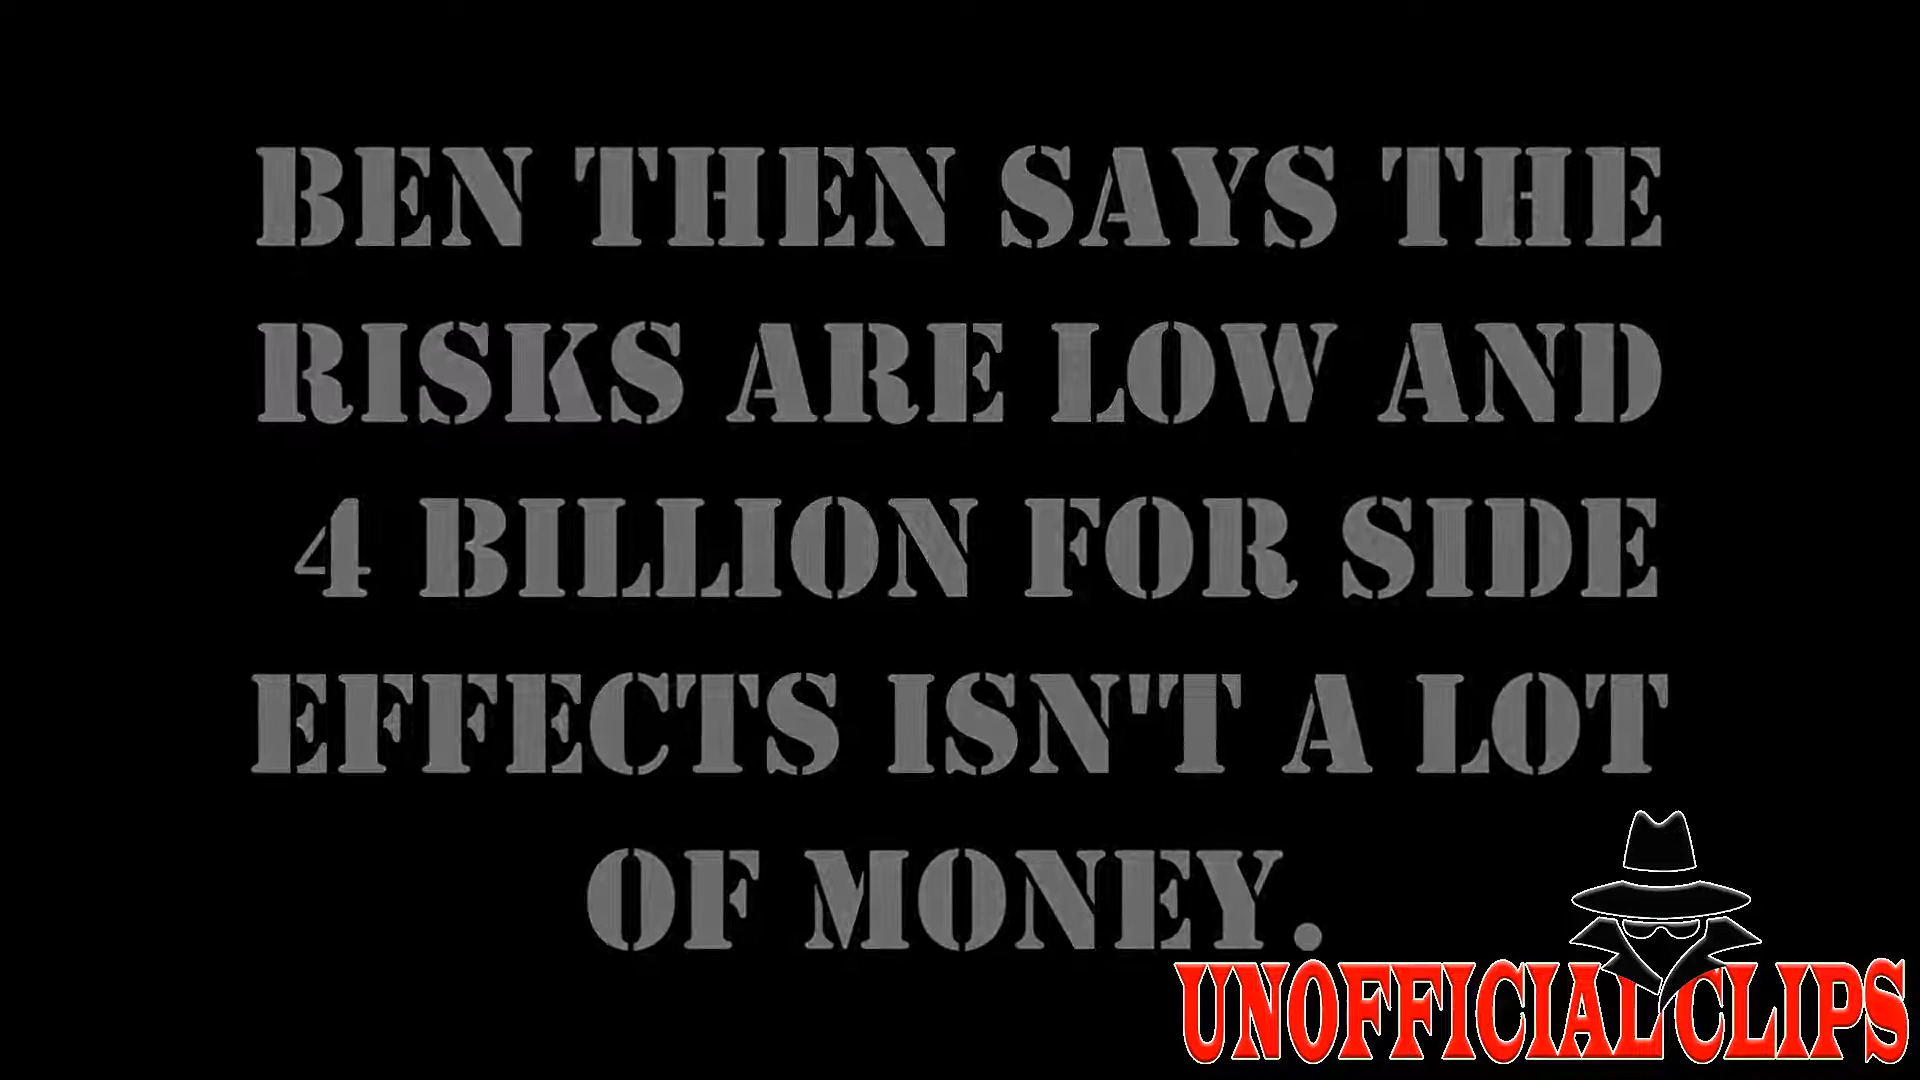 BEN THEN SAYS THE
RISKS ARE LOW AND
4 BILLION FOR SIDE
EFFECTS ISN'T A LOT
OF MONEY.
UNOFFICIAL CLIPS